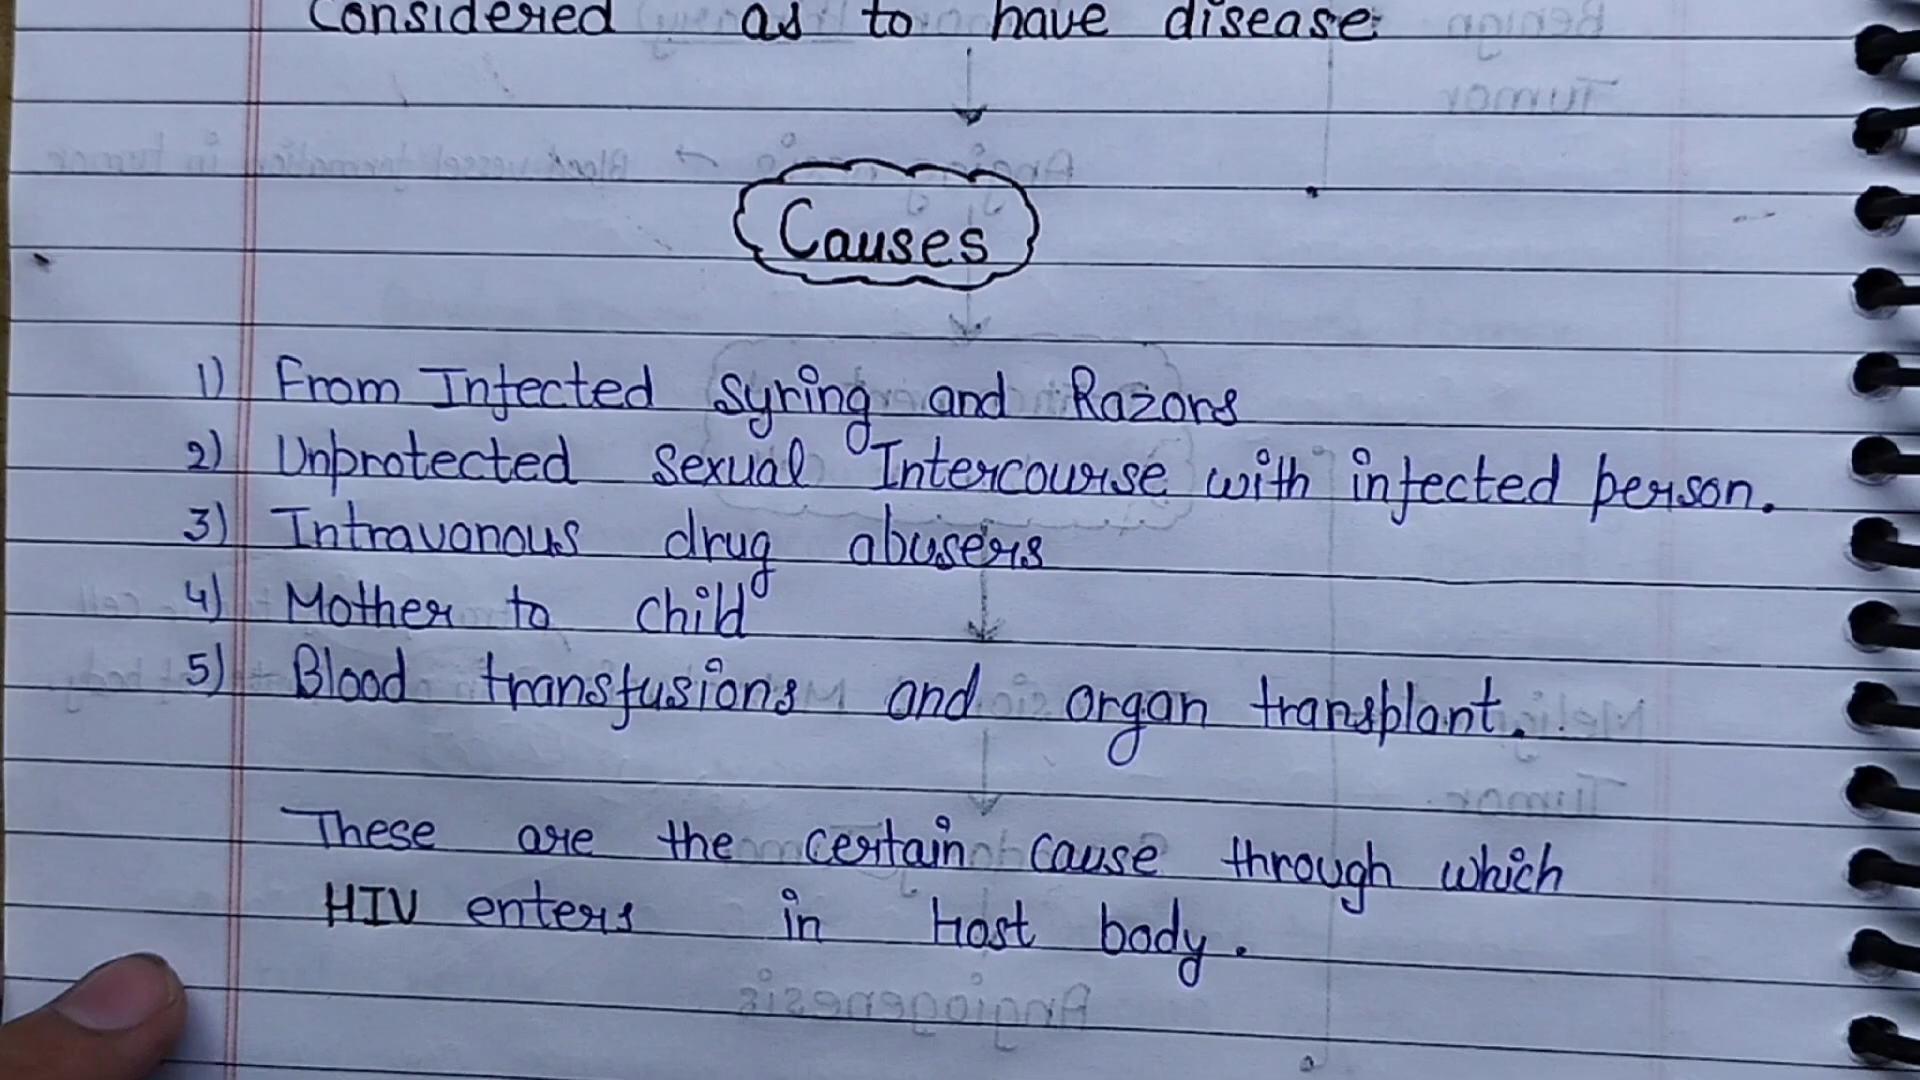 Considered as to have disease
Causes
1) From Infected Syring and Razors
2) Unprotected Sexual Intercourse with infected person.
3) Intravonous drug abusers
4) Mother to child
5) Blood transfusions and organ transplant.
These are the certain cause through which
HIV enters in Host body.